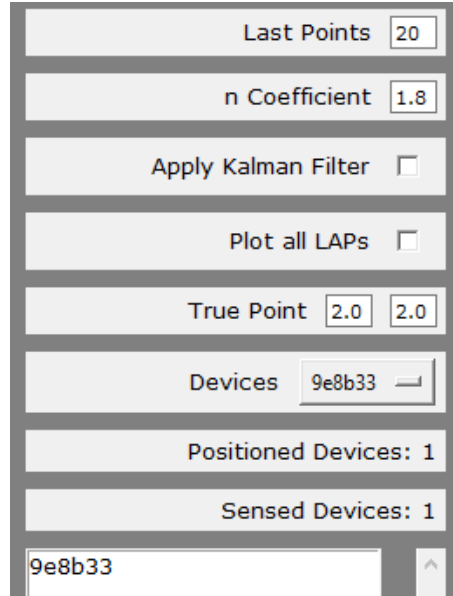 Last Points 20
n Coefficient 1.8
Apply Kalman Filter
Plot all LAPs
True Point 2.0 2.0
Devices 9e8b33
Positioned Devices: 1
Sensed Devices: 1
9e8b33